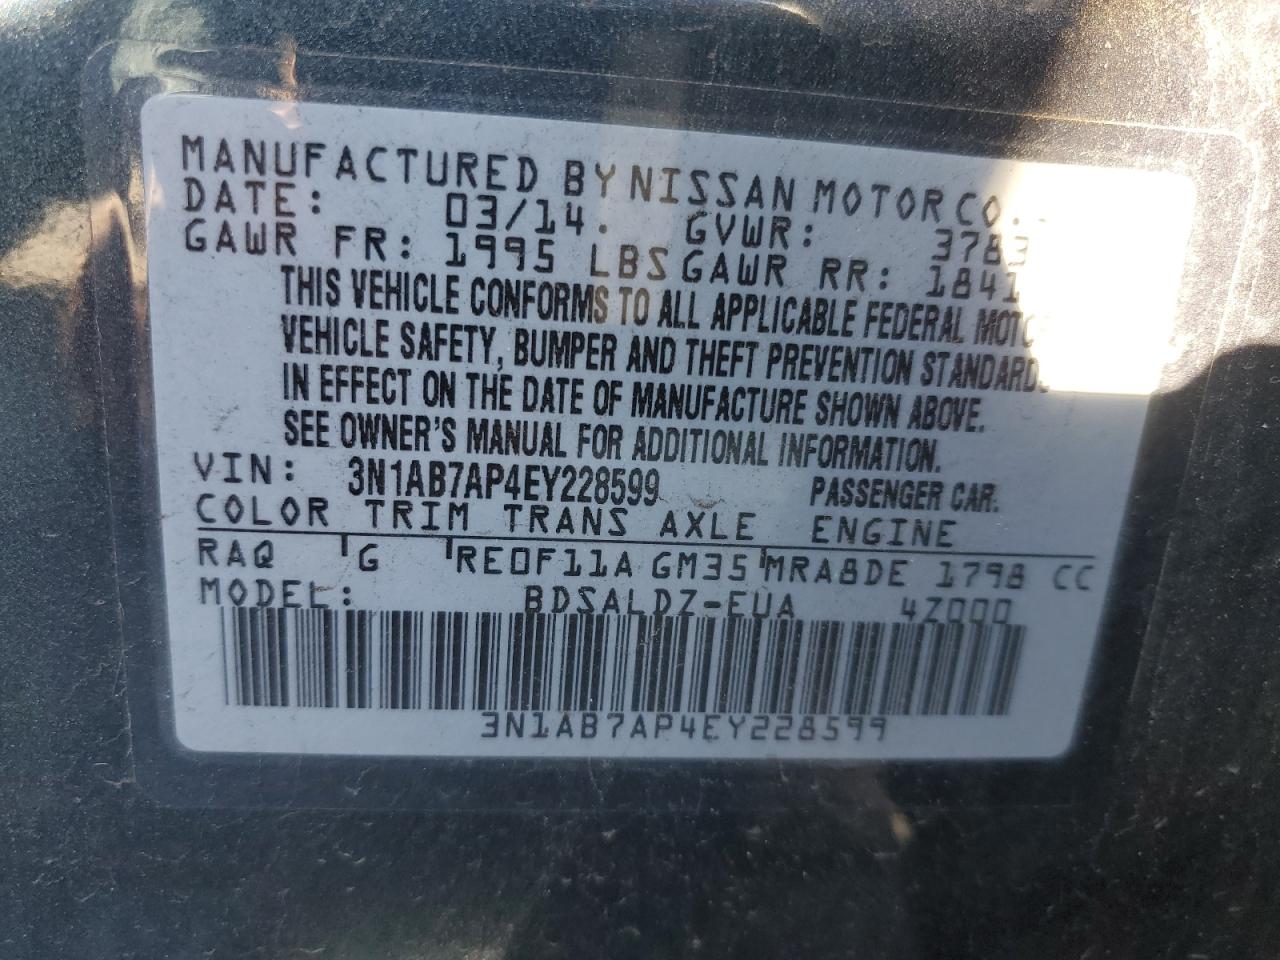 MANUFACTURED BY NISSAN MOTOR CO.
DATE: 03/14. GVWR: 3783
GAWR FR: 1995 LBS GAWR RR: 1841
THIS VEHICLE CONFORMS TO ALL APPLICABLE FEDERAL MOTO
VEHICLE SAFETY, BUMPER AND THEFT PREVENTION STANDARD
IN EFFECT ON THE DATE OF MANUFACTURE SHOWN ABOVE.
SEE OWNER'S MANUAL FOR ADDITIONAL INFORMATION.
VIN: 3N1AB7AP4EY228599 PASSENGER CAR.
COLOR TRIM TRANS AXLE ENGINE
RAQ G RE0F11A GM35 MRA8DE 1798 CC
MODEL: BDSALDZ-EUA 4Z000
3N1AB7AP4EY228599